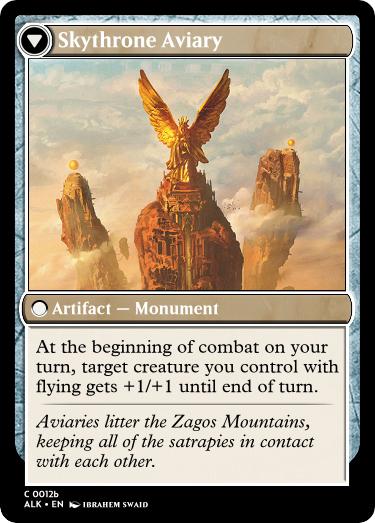 Skythrone Aviary
Artifact — Monument
At the beginning of combat on your
turn, target creature you control with
flying gets +1/+1 until end of turn.
Aviaries litter the Zagos Mountains,
keeping all of the satrapies in contact
with each other.
C 0012b
ALK • EN IBRAHEM SWAID